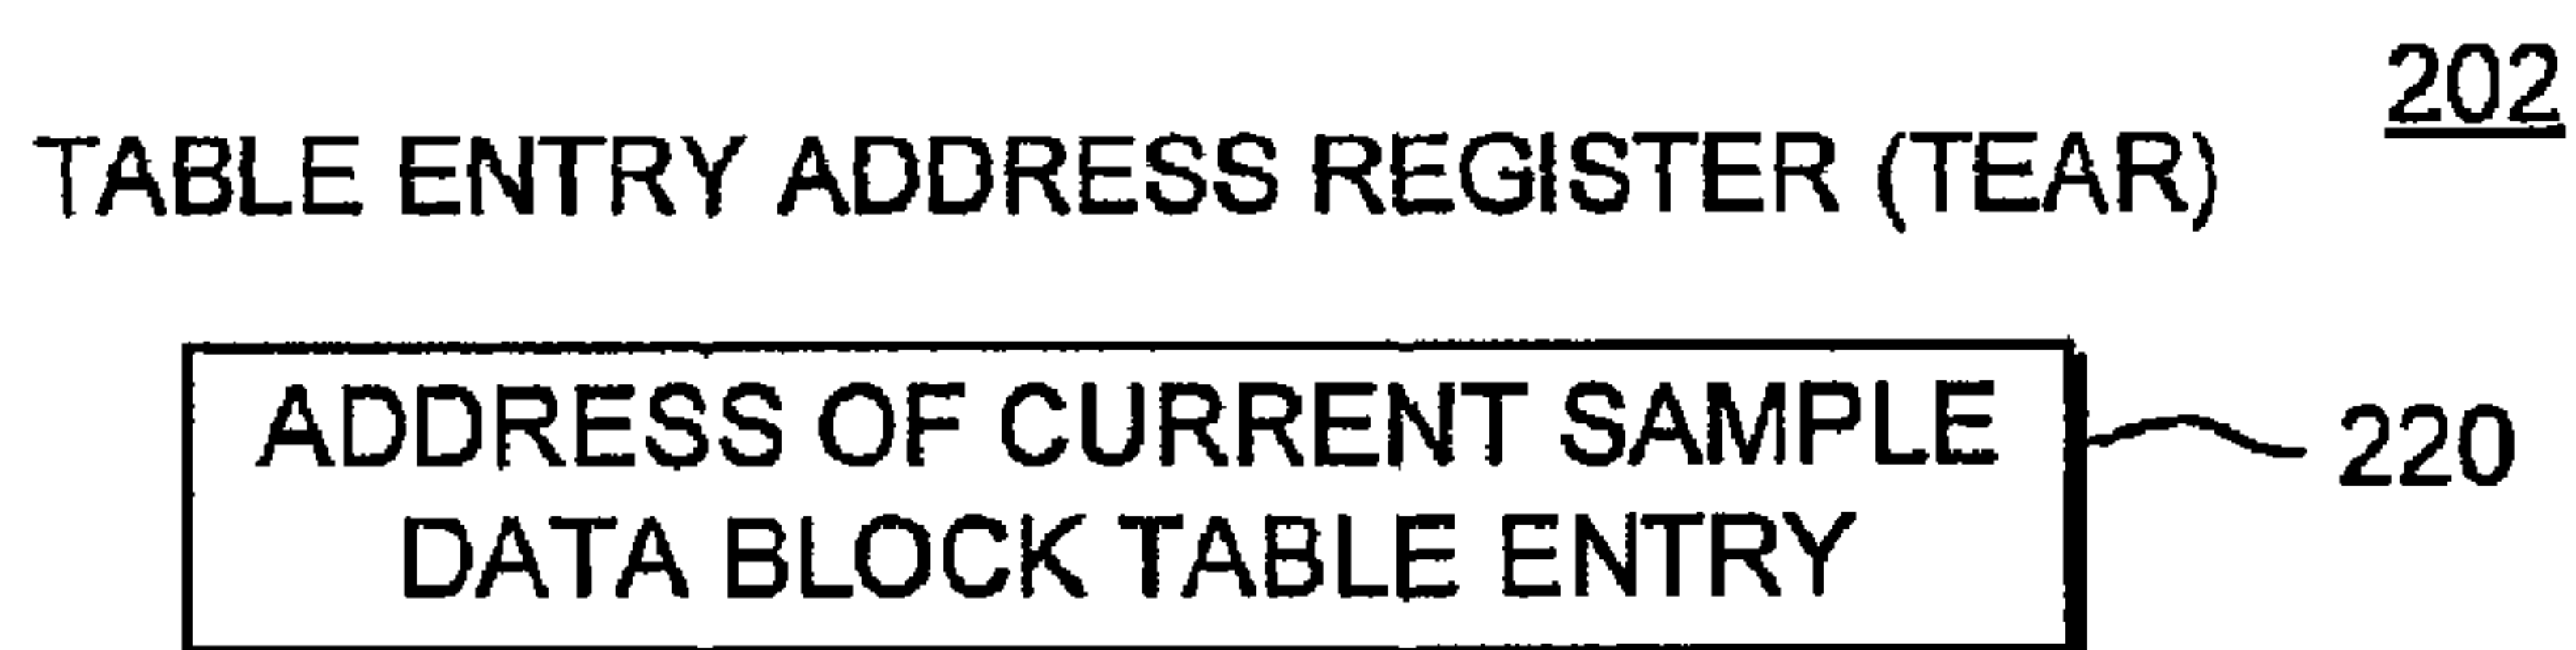 202
TABLE ENTRY ADDRESS REGISTER (TEAR)
ADDRESS OF CURRENT SAMPLE
DATA BLOCK TABLE ENTRY
220